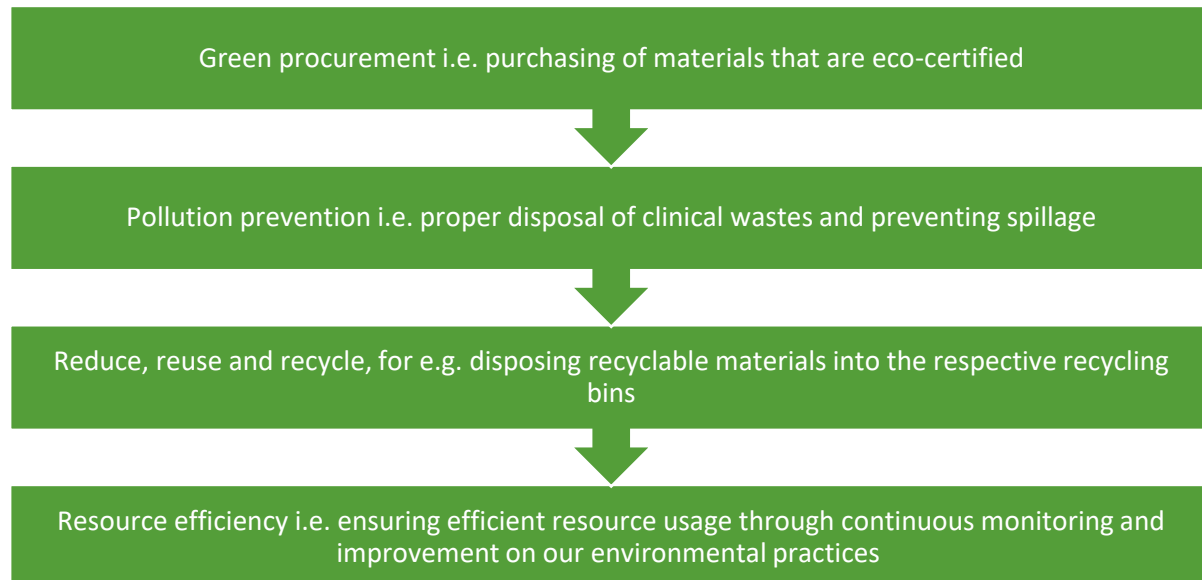 Green procurement i.e. purchasing of materials that are eco-certified
Pollution prevention i.e. proper disposal of clinical wastes and preventing spillage
Reduce, reuse and recycle, for e.g. disposing recyclable materials into the respective recycling
bins
Resource efficiency i.e. ensuring efficient resource usage through continuous monitoring and
improvement on our environmental practices